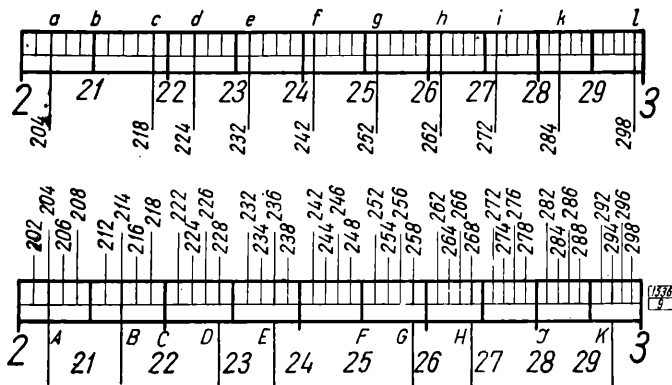 a b c d e f g h i k l
2 21 22 23 24 25 26 27 28 29 3
204 218 224 232 242 252 262 272 284 298
202 204 206 208 212 214 216 218 222 224 226 228 232 234 236 238 242 244 246 248 252 254 256 258 262 264 266 268 272 274 276 278 282 284 286 288 292 294 296 298
2 A 21 B C 22 D 23 E 24 25 F G 26 H 27 J 28 29 K 3
9